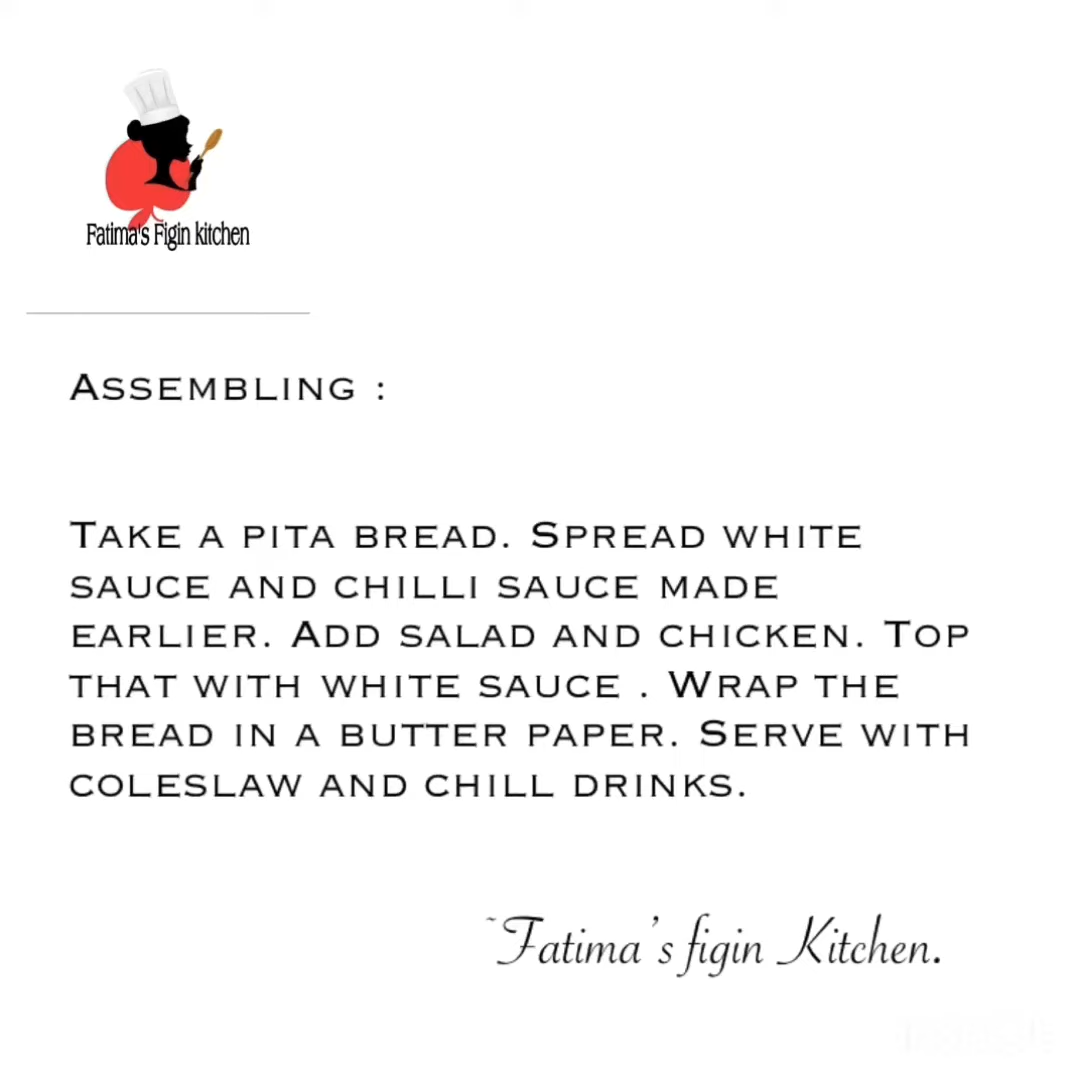 Fatima's Figin kitchen
Assembling :
Take a pita bread. Spread white
sauce and chilli sauce made
earlier. Add salad and chicken. Top
that with white sauce . Wrap the
bread in a butter paper. Serve with
coleslaw and chill drinks.
~Fatima's figin Kitchen.